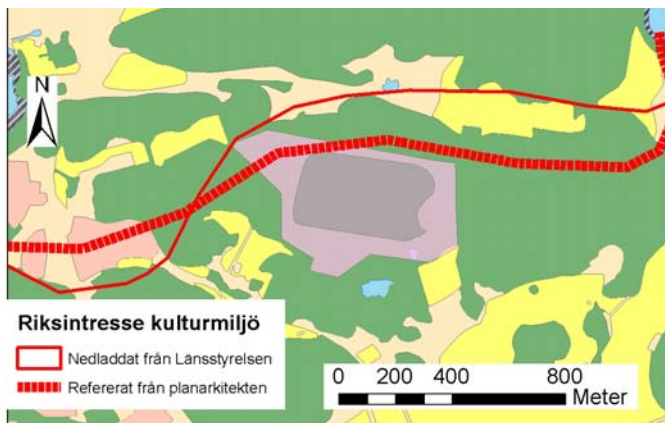 N
Riksintresse kulturmiljö
Nedladdat från Länsstyrelsen
Refererat från planarkitekten
0 200 400 800
Meter